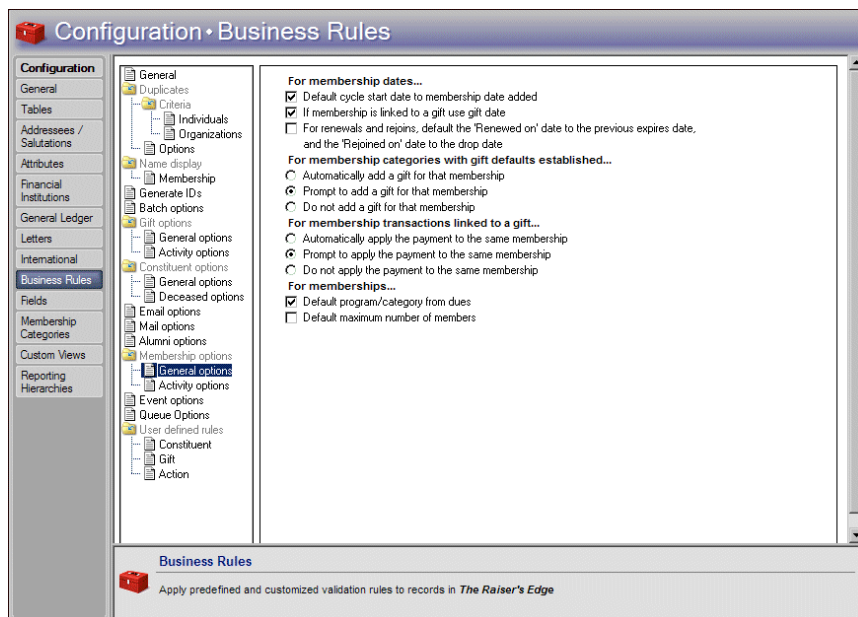 Configuration • Business Rules
Configuration
General
Tables
Addressees /
Salutations
Attributes
Financial
Institutions
General Ledger
Letters
International
Business Rules
Fields
Membership
Categories
Custom Views
Reporting
Hierarchies
General
Duplicates
Criteria
Individuals
Organizations
Options
Name display
Membership
Generate IDs
Batch options
Gift options
General options
Activity options
Constituent options
General options
Deceased options
Email options
Mail options
Alumni options
Membership options
General options
Activity options
Event options
Queue Options
User defined rules
Constituent
Gift
Action
For membership dates...
Default cycle start date to membership date added
If membership is linked to a gift use gift date
For renewals and rejoins, default the 'Renewed on' date to the previous expires date,
and the 'Rejoined on' date to the drop date
For membership categories with gift defaults established...
Automatically add a gift for that membership
Prompt to add a gift for that membership
Do not add a gift for that membership
For membership transactions linked to a gift...
Automatically apply the payment to the same membership
Prompt to apply the payment to the same membership
Do not apply the payment to the same membership
For memberships...
Default program/category from dues
Default maximum number of members
Business Rules
Apply predefined and customized validation rules to records in The Raiser's Edge